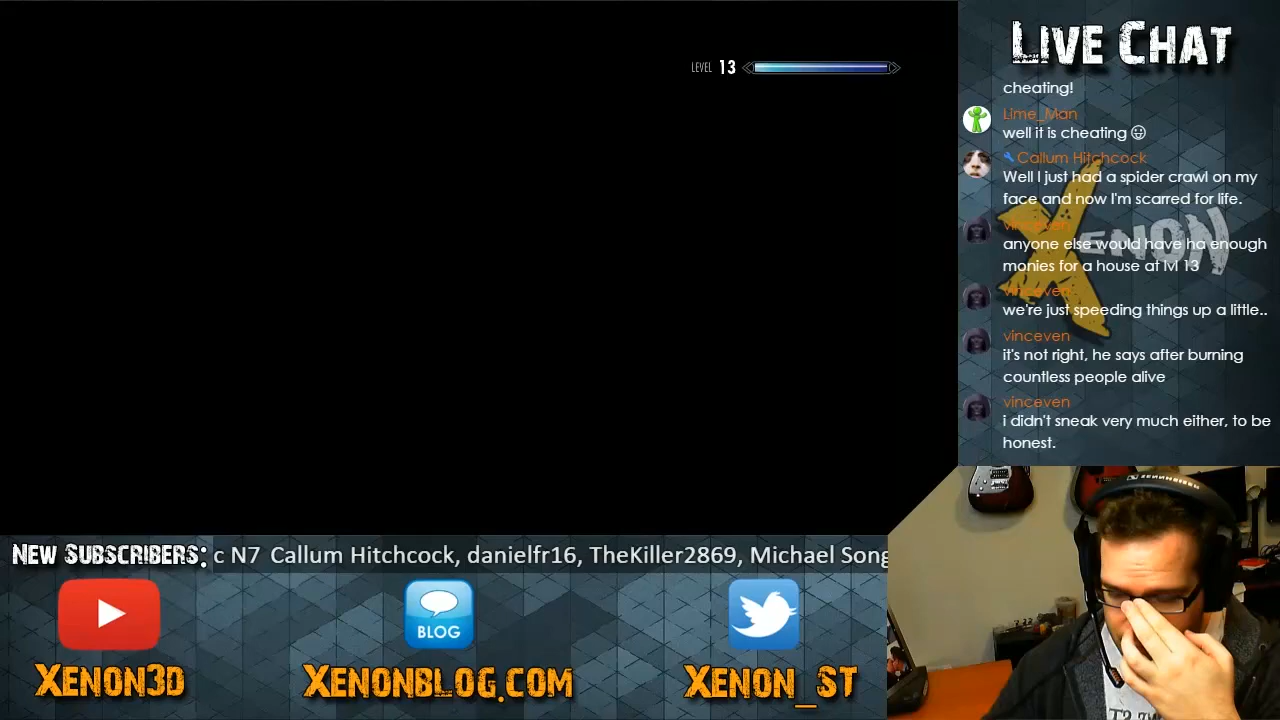 LEVEL 13
LIVE CHAT
cheating!
Lime_Man
well it is cheating
Callum Hitchcock
Well I just had a spider crawl on my
face and now I'm scarred for life.
vinceven
anyone else would have ha enough
monies for a house at lvl 13
vinceven
we're just speeding things up a little..
vinceven
it's not right, he says after burning
countless people alive
vinceven
i didn't sneak very much either, to be
honest.
XENON
NEW SUBSCRIBERS: c N7 Callum Hitchcock, danielfr16, TheKiller2869, Michael Song
BLOG
XENON3D
XENONBLOG.COM
XENON_ST